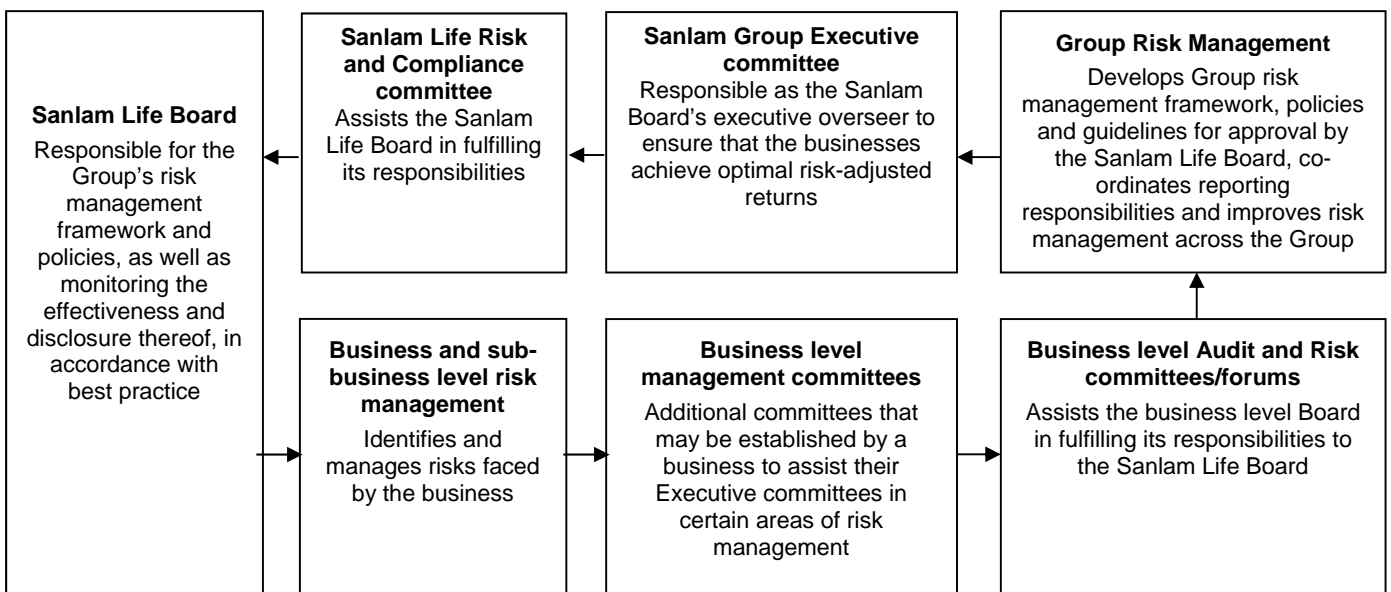 Sanlam Life Board
Responsible for the
Group's risk
management
framework and
policies, as well as
monitoring the
effectiveness and
disclosure thereof, in
accordance with
best practice
Sanlam Life Risk
and Compliance
committee
Assists the Sanlam
Life Board in fulfilling
its responsibilities
Sanlam Group Executive
committee
Responsible as the Sanlam
Board's executive overseer to
ensure that the businesses
achieve optimal risk-adjusted
returns
Group Risk Management
Develops Group risk
management framework, policies
and guidelines for approval by
the Sanlam Life Board, co-
ordinates reporting
responsibilities and improves risk
management across the Group
Business and sub-
business level risk
management
Identifies and
manages risks faced
by the business
Business level
management committees
Additional committees that
may be established by a
business to assist their
Executive committees in
certain areas of risk
management
Business level Audit and Risk
committees/forums
Assists the business level Board
in fulfilling its responsibilities to
the Sanlam Life Board